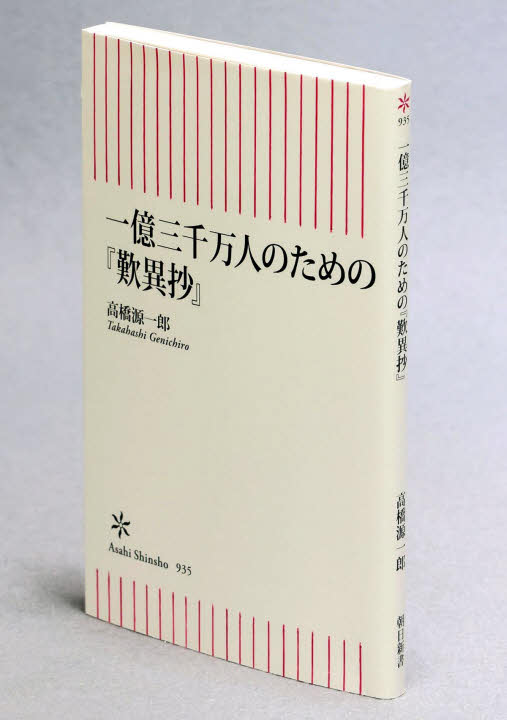 一億三千万人のための
『歎異抄』
高橋源一郎
Takahashi Genichiro
Asahi Shinsho 935
935
一億三千万人のための『歎異抄』
高橋源一郎
朝日新書